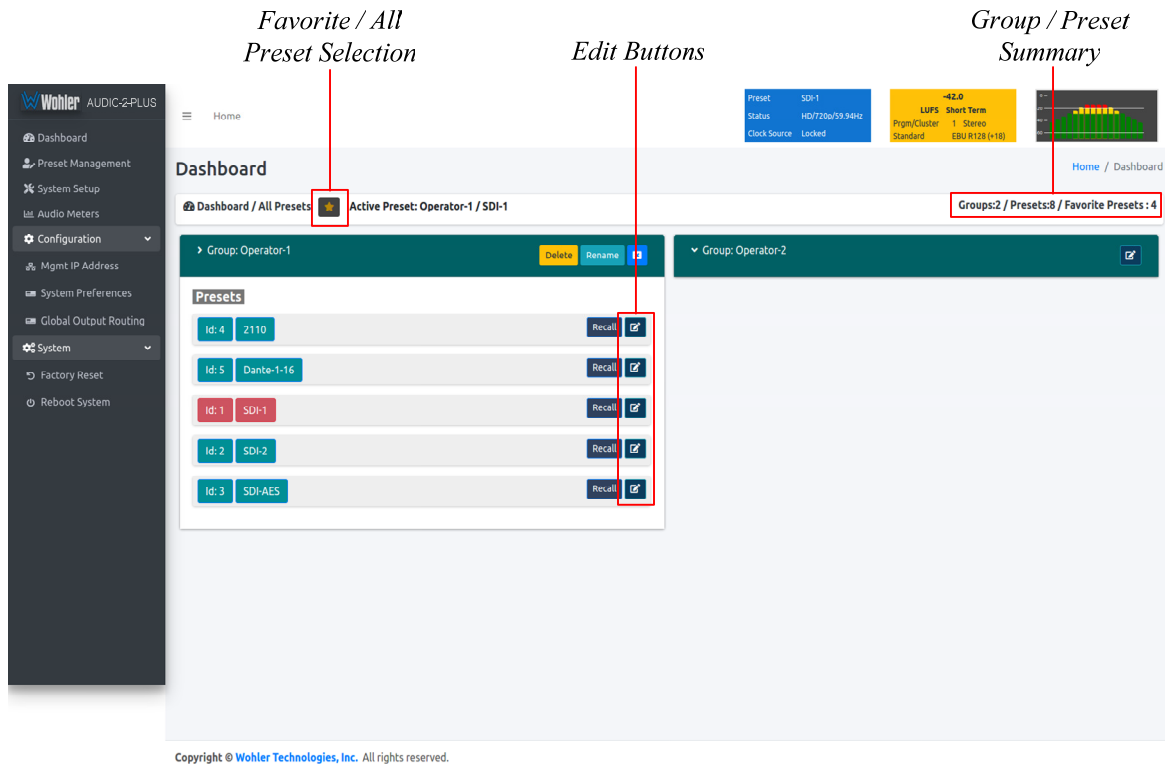 Favorite / All
Preset Selection
Edit Buttons
Group / Preset
Summary
Wohler AUDIC-2-PLUS
Dashboard
Preset Management
System Setup
Audio Meters
Configuration
Mgmt IP Address
System Preferences
Global Output Routing
System
Factory Reset
Reboot System
Home
Preset SDI-1
Status HD/720p/59.94Hz
Clock Source Locked
-42.0
LUFS Short Term
Prgm/Cluster 1 Stereo
Standard EBU R128 (+18)
Dashboard
Home / Dashboard
Dashboard / All Presets
Active Preset: Operator-1 / SDI-1
Groups:2 / Presets:8 / Favorite Presets : 4
Group: Operator-1
Delete
Rename
Group: Operator-2
Presets
Id: 4 2110 Recall
Id: 5 Dante-1-16 Recall
Id: 1 SDI-1 Recall
Id: 2 SDI-2 Recall
Id: 3 SDI-AES Recall
Copyright © Wohler Technologies, Inc. All rights reserved.